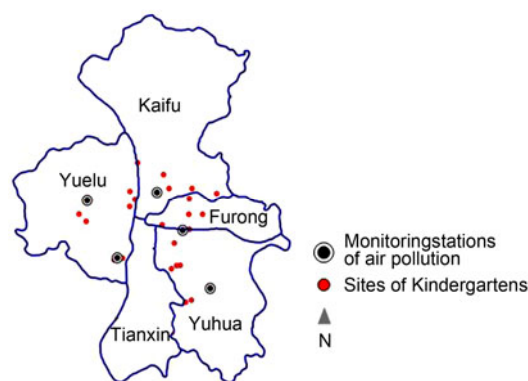 Kaifu
Yuelu
Furong
Monitoringstations
of air pollution
Sites of Kindergartens
Tianxin
Yuhua
N